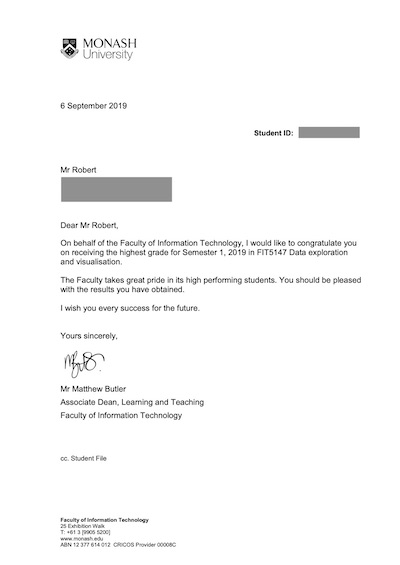 MONASH
University
6 September 2019
Student ID:
Mr Robert
Dear Mr Robert,
On behalf of the Faculty of Information Technology, I would like to congratulate you
on receiving the highest grade for Semester 1, 2019 in FIT5147 Data exploration
and visualisation.
The Faculty takes great pride in its high performing students. You should be pleased
with the results you have obtained.
I wish you every success for the future.
Yours sincerely,
Mr Matthew Butler
Associate Dean, Learning and Teaching
Faculty of Information Technology
cc. Student File
Faculty of Information Technology
25 Exhibition Walk
T: +61 3 [9905 5200]
www.monash.edu
ABN 12 377 614 012 CRICOS Provider 00008C